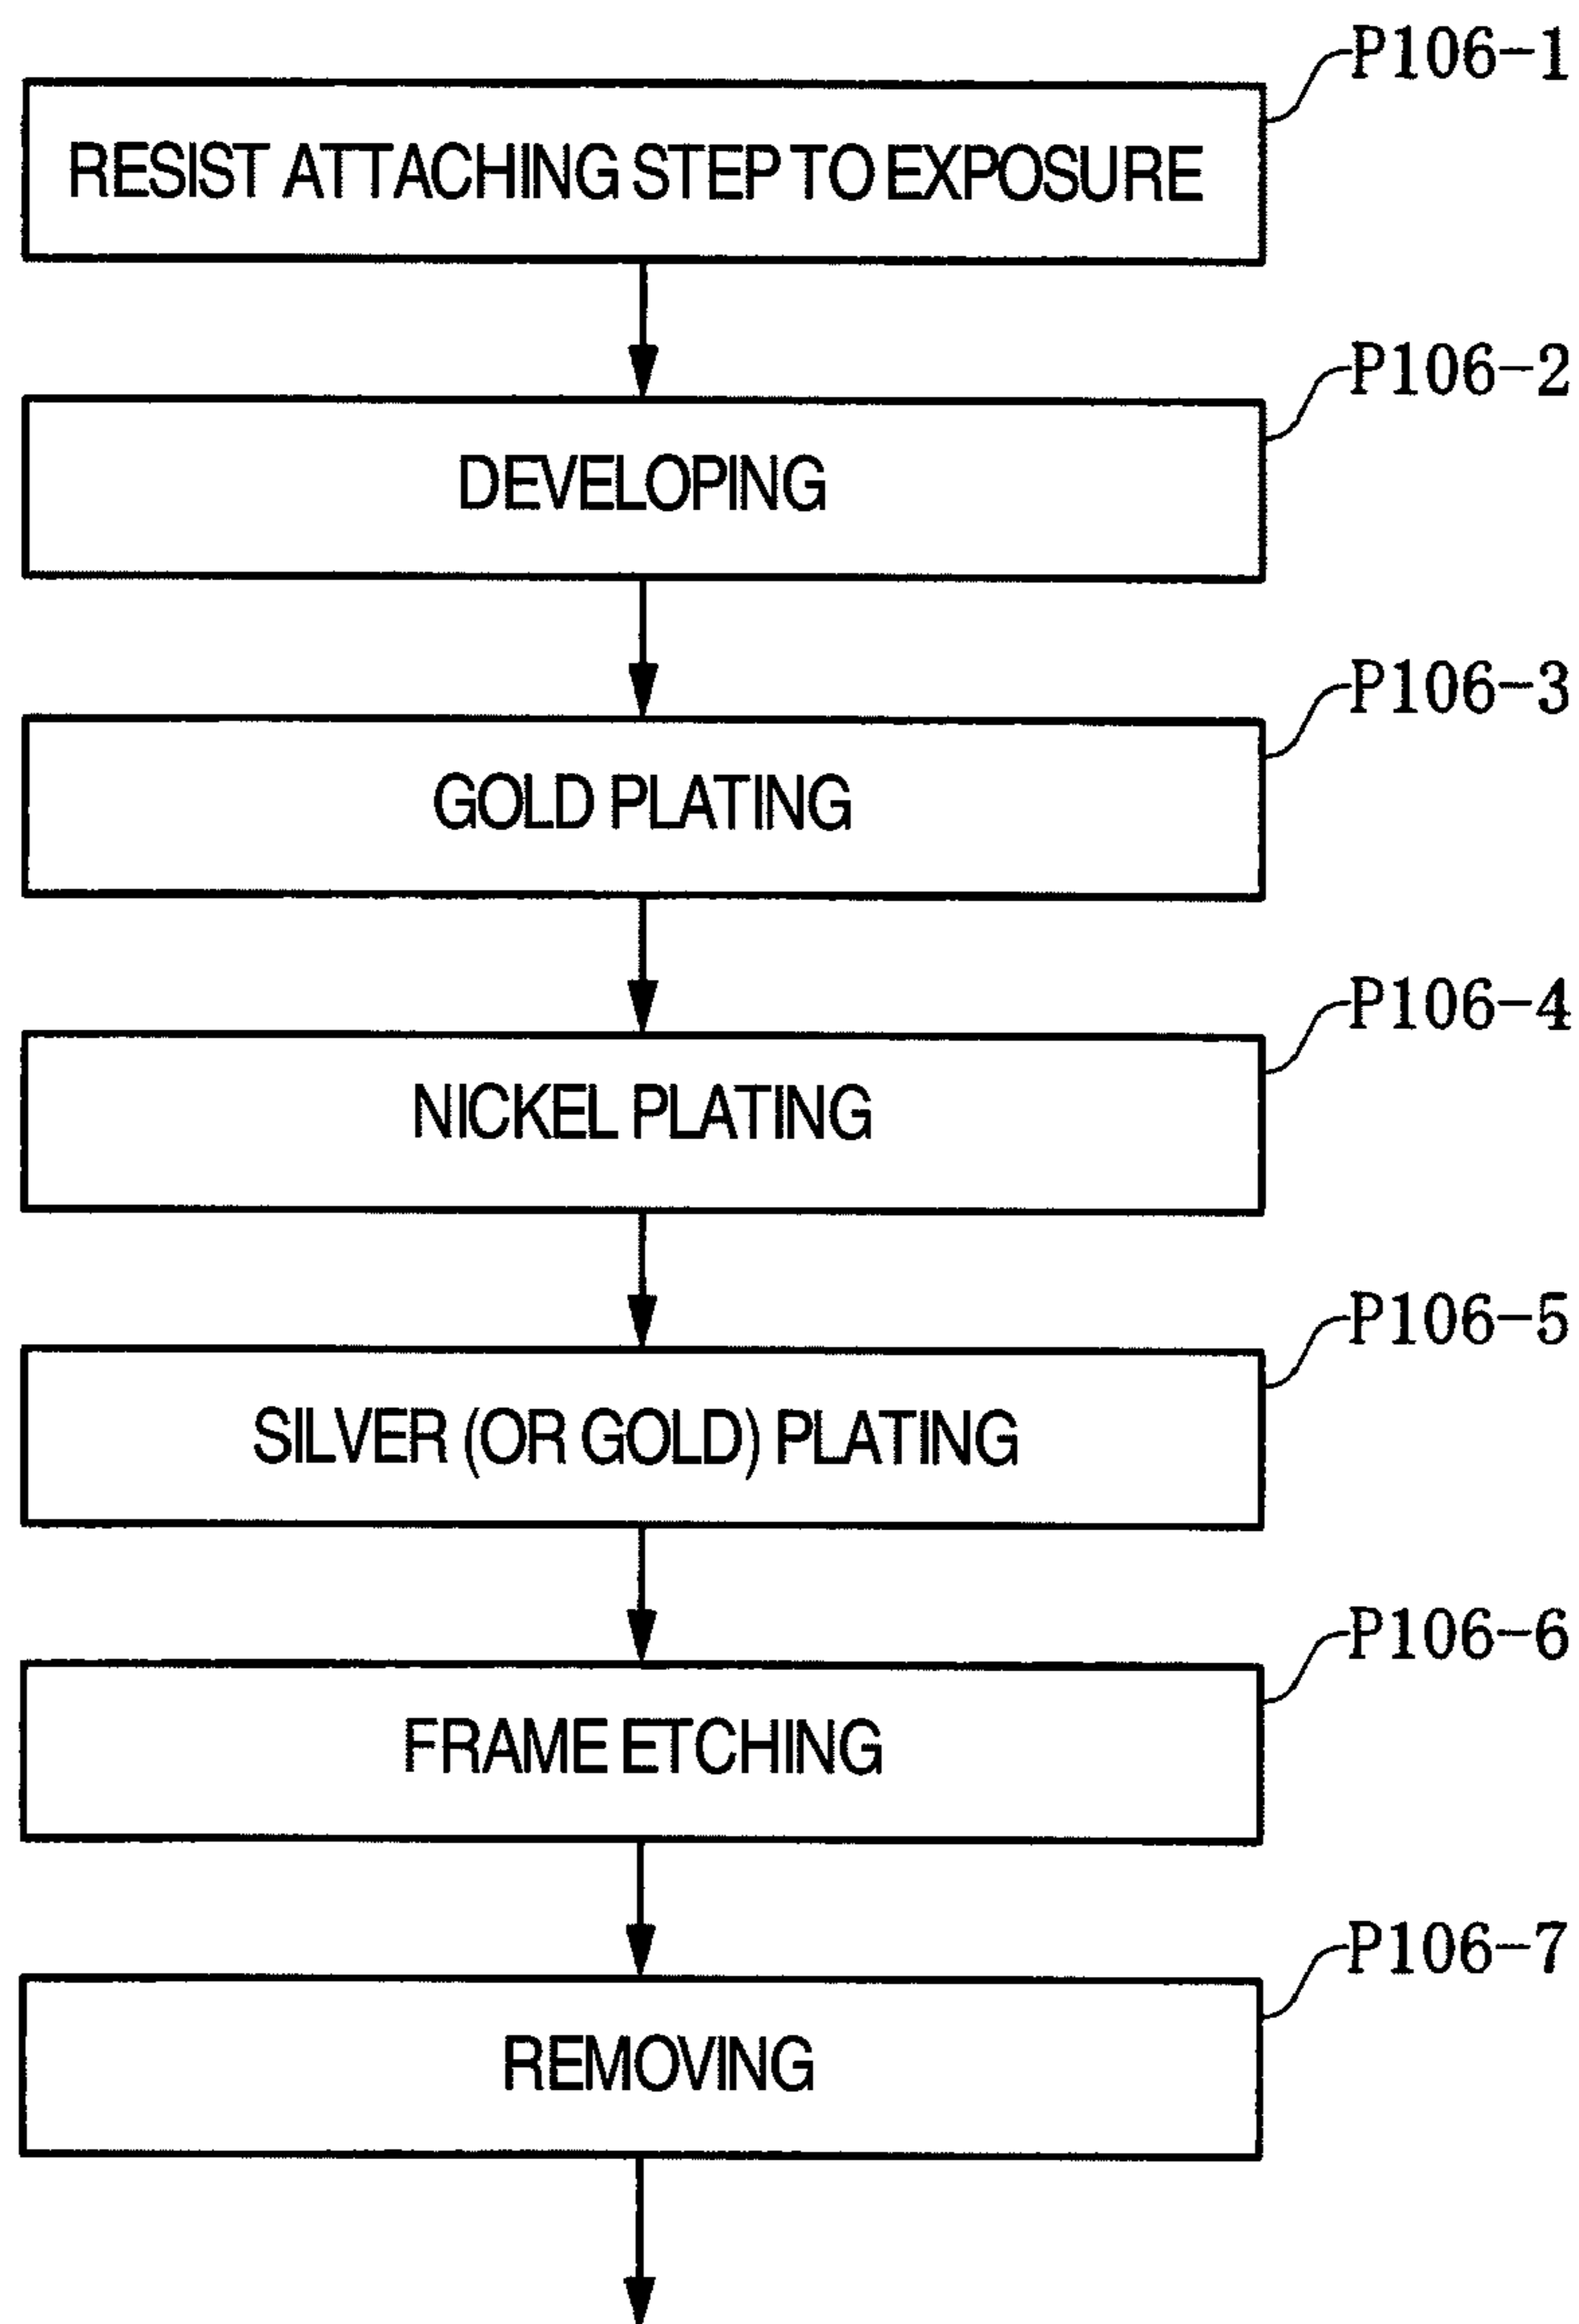 P106-1
RESIST ATTACHING STEP TO EXPOSURE
P106-2
DEVELOPING
P106-3
GOLD PLATING
P106-4
NICKEL PLATING
P106-5
SILVER (OR GOLD) PLATING
P106-6
FRAME ETCHING
P106-7
REMOVING